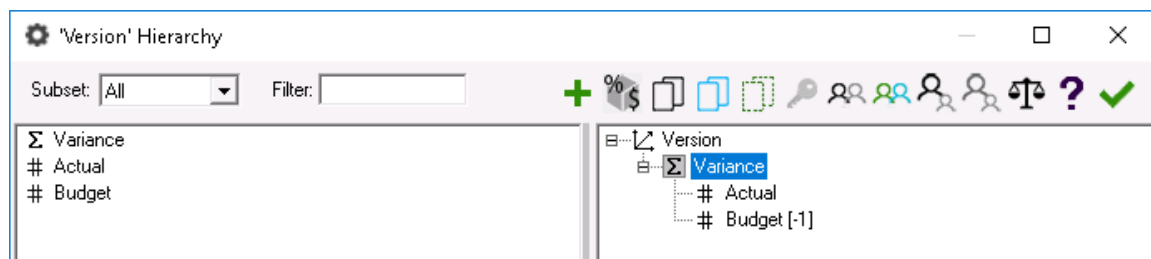 'Version' Hierarchy
Subset: All Filter:
% $ ?
Σ Variance
# Actual
# Budget
Version
Σ Variance
# Actual
# Budget [-1]